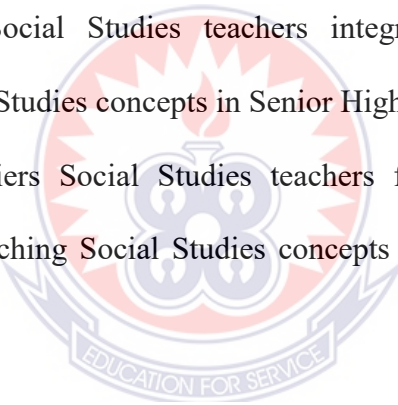 Social Studies teachers integr
Studies concepts in Senior High
iers Social Studies teachers f
ching Social Studies concepts
EDUCATION FOR SERVICE